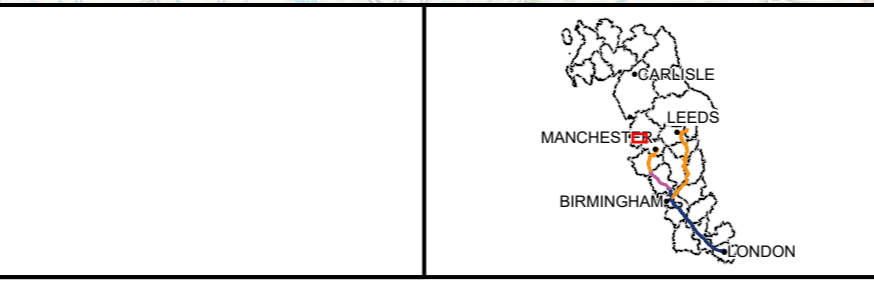 CARLISLE
LEEDS
MANCHESTER
BIRMINGHAM
LONDON